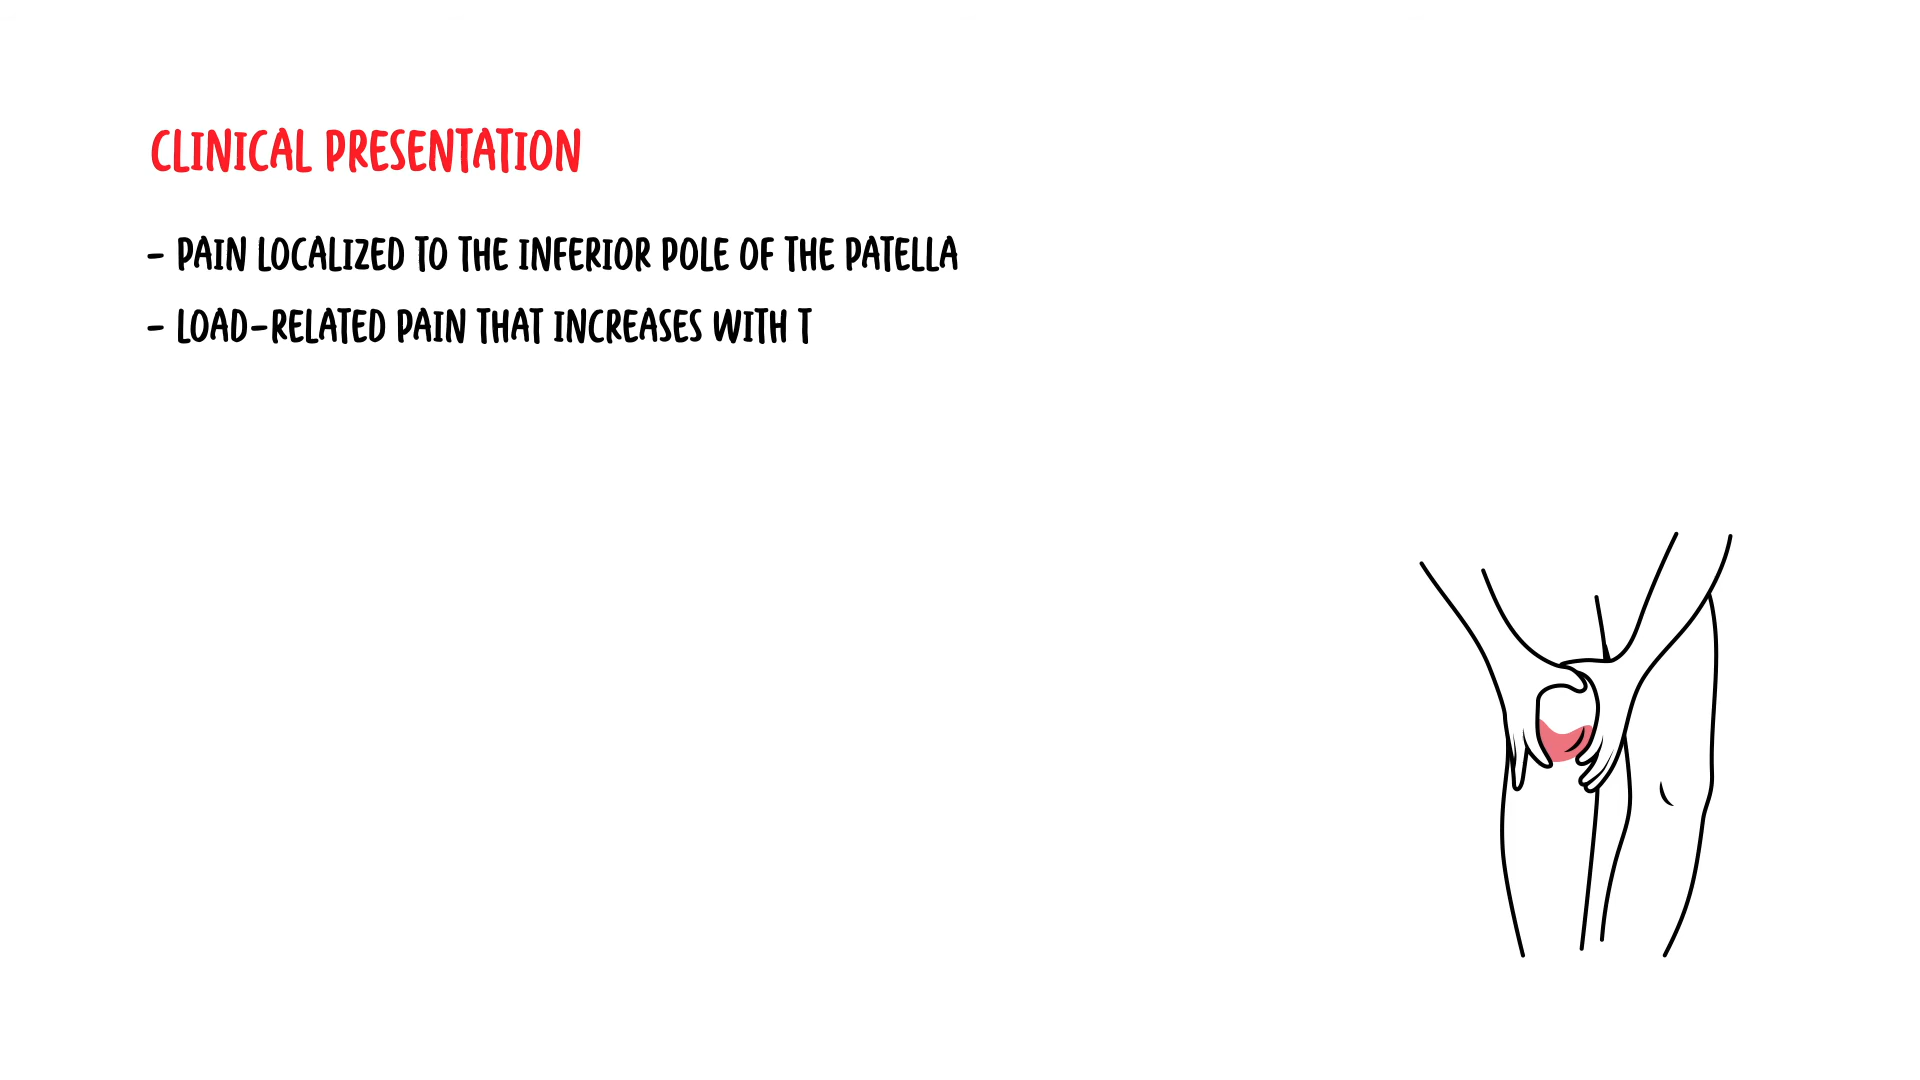 CLINICAL PRESENTATION
- PAIN LOCALIZED TO THE INFERIOR POLE OF THE PATELLA
- LOAD-RELATED PAIN THAT INCREASES WITH T